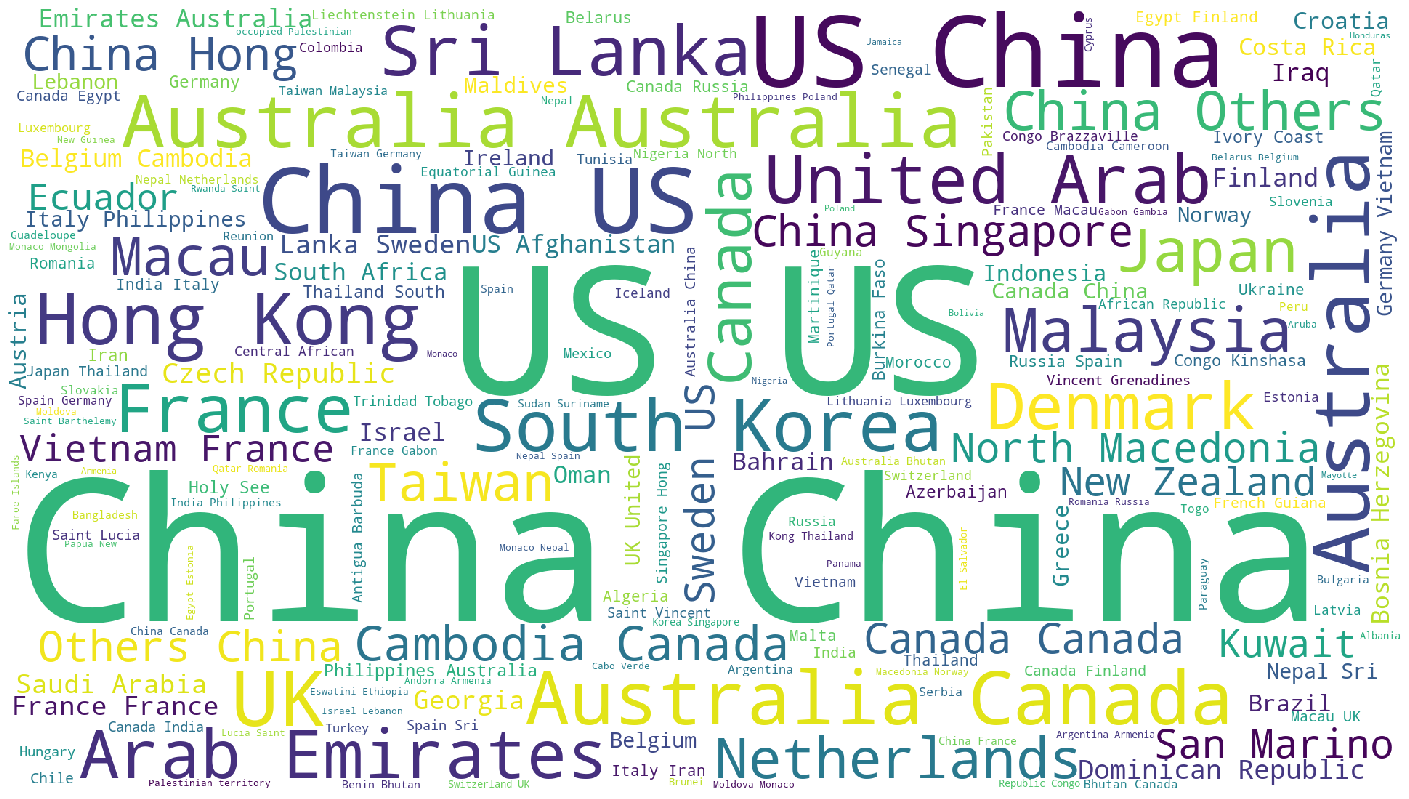 Emirates Australia
Liechtenstein Lithuania
occupied Palestinian
Belarus
Egypt Finland
Croatia
Honduras
China Hong
Colombia
Sri Lanka
US China
Jamaica
Cyprus
Senegal
Costa Rica
Iraq
Qatar
Lebanon
Germany
Canada Egypt
Taiwan Malaysia
Maldives
Nepal
Canada Russia
Philippines Poland
Pakistan
China Others
Luxembourg
New Guinea
Australia Australia
Congo Brazzaville
Cambodia Cameroon
Ivory Coast
Belgium Cambodia
Nepal Netherlands
Rwanda Saint
Taiwan Germany
Ireland
Equatorial Guinea
Tunisia
Nigeria North
Belarus Belgium
Finland
Slovenia
Germany Vietnam
Australia
Ecuador
China US
Canada
United Arab
Poland
France Macau
Gabon Gambia
Norway
Italy Philippines
Guadeloupe
Monaco Mongolia
Reunion
Romania
Macau
India Italy
Lanka Sweden
US Afghanistan
China Singapore
Guyana
Japan
South Africa
Thailand South
Spain
Iceland
Australia China
Martinique
Portugal Qatar
Burkina Faso
Indonesia
Canada China
Ukraine
African Republic
Peru
Aruba
Bolivia
Austria
Hong Kong
US US
Malaysia
Iran
Central African
Monaco
Mexico
Morocco
Russia Spain
Congo Kinshasa
Japan Thailand
Czech Republic
Slovakia
Spain Germany
Moldova
Saint Barthelemy
France
Trinidad Tobago
Sudan Suriname
Nigeria
Lithuania Luxembourg
Vincent Grenadines
Denmark
Estonia
Bosnia Herzegovina
Vietnam France
Israel
France Gabon
South Korea
Nepal Spain
Sweden US
North Macedonia
Faroe Islands
Kenya
Armenia
Qatar Romania
Holy See
India Philippines
Taiwan
Oman
UK United
Singapore Hong
Bahrain
Australia Bhutan
Switzerland
Azerbaijan
New Zealand
Mayotte
Romania Russia
Togo
French Guiana
Bangladesh
Saint Lucia
Papua New
China China
Egypt Estonia
Portugal
Antigua Barbuda
Monaco Nepal
Russia
Kong Thailand
Panama
Vietnam
El Salvador
Greece
Paraguay
Bulgaria
Algeria
Saint Vincent
Korea Singapore
Latvia
Others China
China Canada
Cambodia Canada
Malta
India
Canada Canada
Thailand
Kuwait
Albania
Saudi Arabia
France France
UK
Philippines Australia
Andorra Armenia
Eswatini Ethiopia
Israel Lebanon
Georgia
Cabo Verde
Argentina
Macedonia Norway
Serbia
Canada Finland
Nepal Sri
Australia Canada
Brazil
Macau UK
Canada India
Lucia Saint
Turkey
Spain Sri
Hungary
Chile
Arab Emirates
Belgium
Italy Iran
Brunei
Netherlands
China France
Argentina Armenia
San Marino
Dominican Republic
Palestinian territory
Benin Bhutan
Switzerland UK
Moldova Monaco
Republic Congo
Bhutan Canada